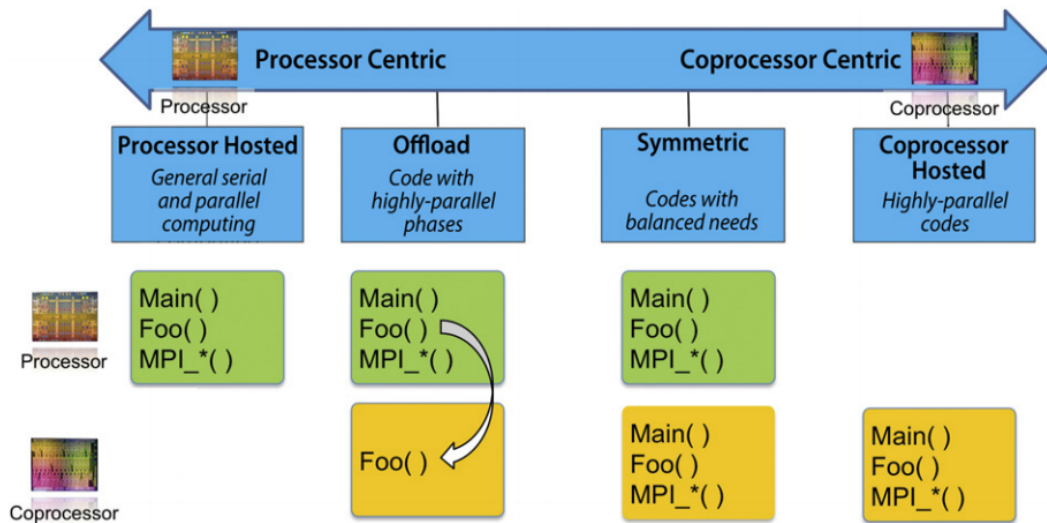 Processor Centric
Coprocessor Centric
Processor
Coprocessor
Processor Hosted
General serial
and parallel
computing
Offload
Code with
highly-parallel
phases
Symmetric
Codes with
balanced needs
Coprocessor
Hosted
Highly-parallel
codes
Processor
Main( )
Foo( )
MPI_*( )
Main( )
Foo( )
MPI_*( )
Main( )
Foo( )
MPI_*( )
Coprocessor
Foo( )
Main( )
Foo( )
MPI_*( )
Main( )
Foo( )
MPI_*( )